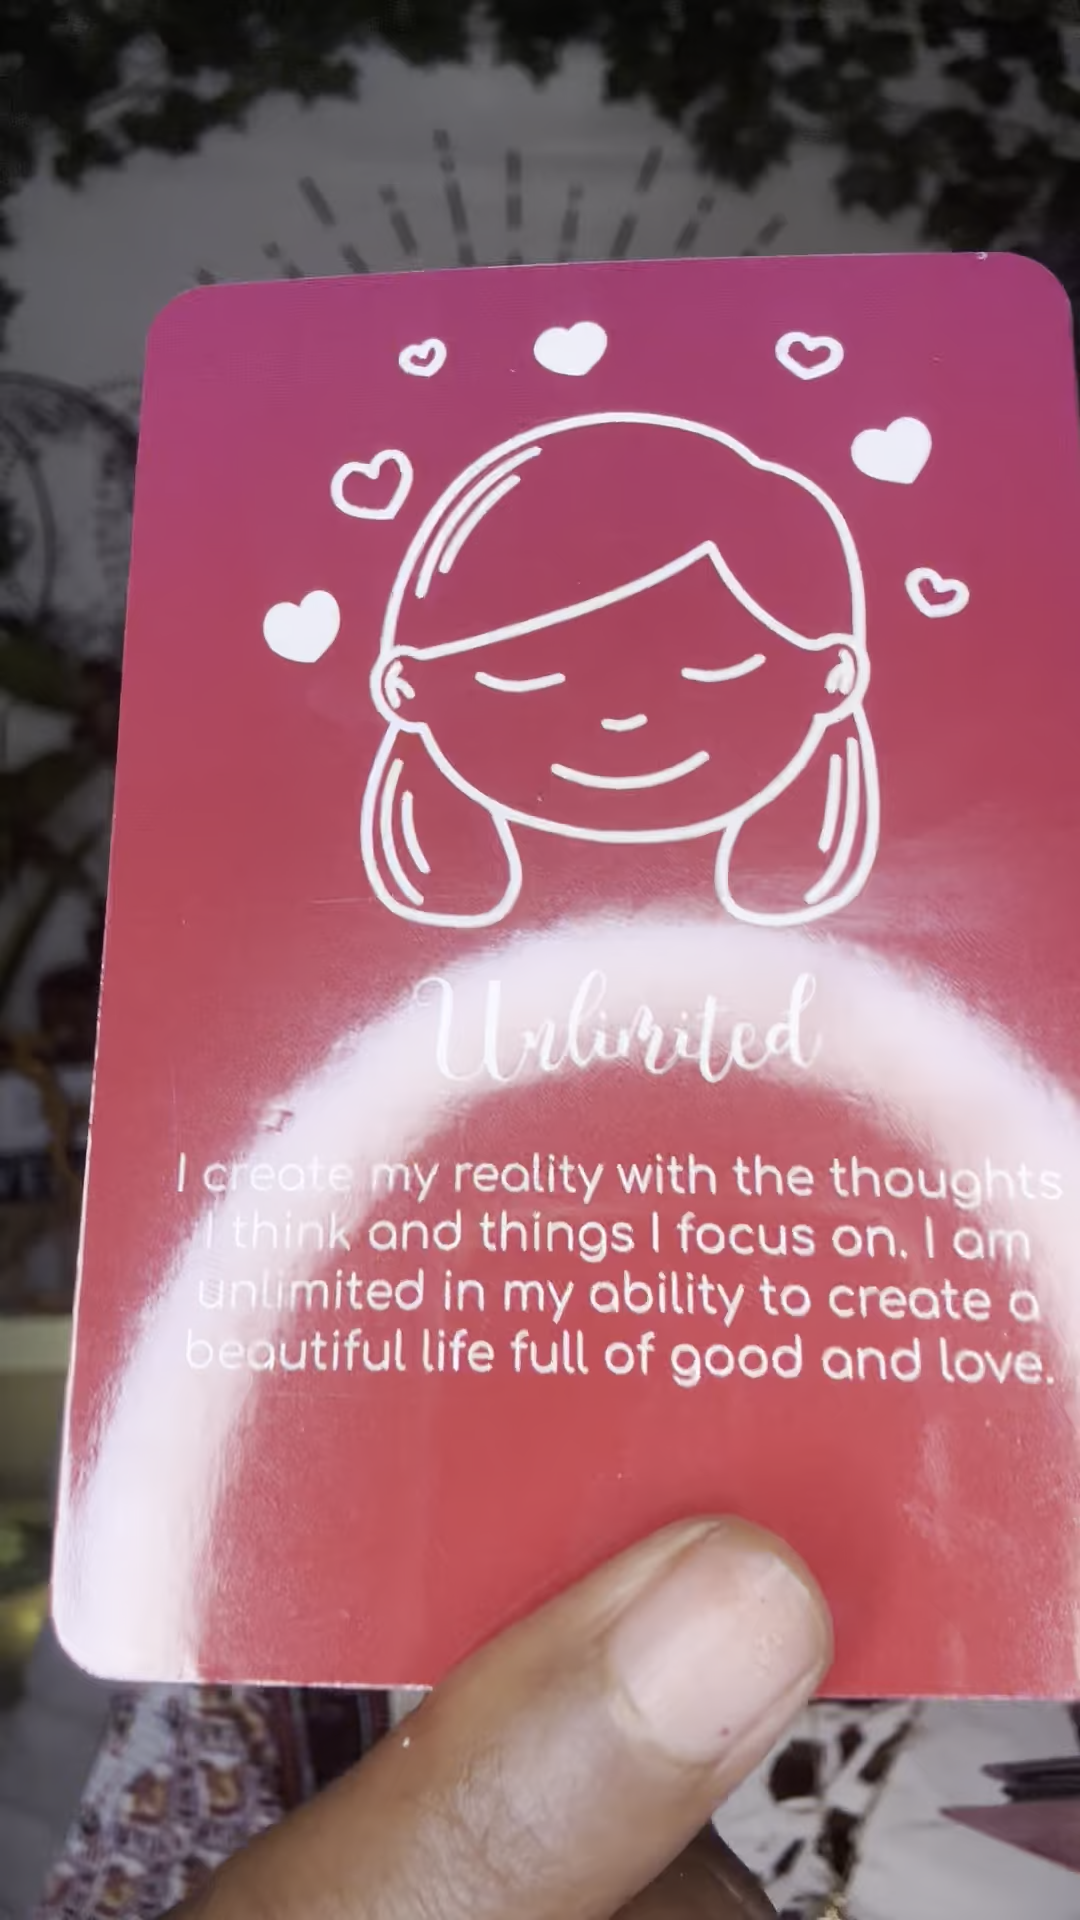 Unlimited
I create my reality with the thoughts
I think and things I focus on. I am
unlimited in my ability to create a
beautiful life full of good and love.